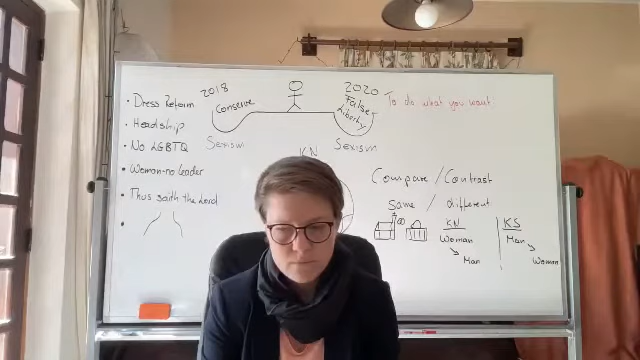 2018
Conserve
2020
False
Liberty
To do what you want
• Dress Reform
• Headship
• No LGBTQ
• Woman-no leader
• Thus saith the Lord
•
Sexism
Sexism
KN
Compare / Contrast
Same / different
KN
Woman
Man
KS
Man
Woman